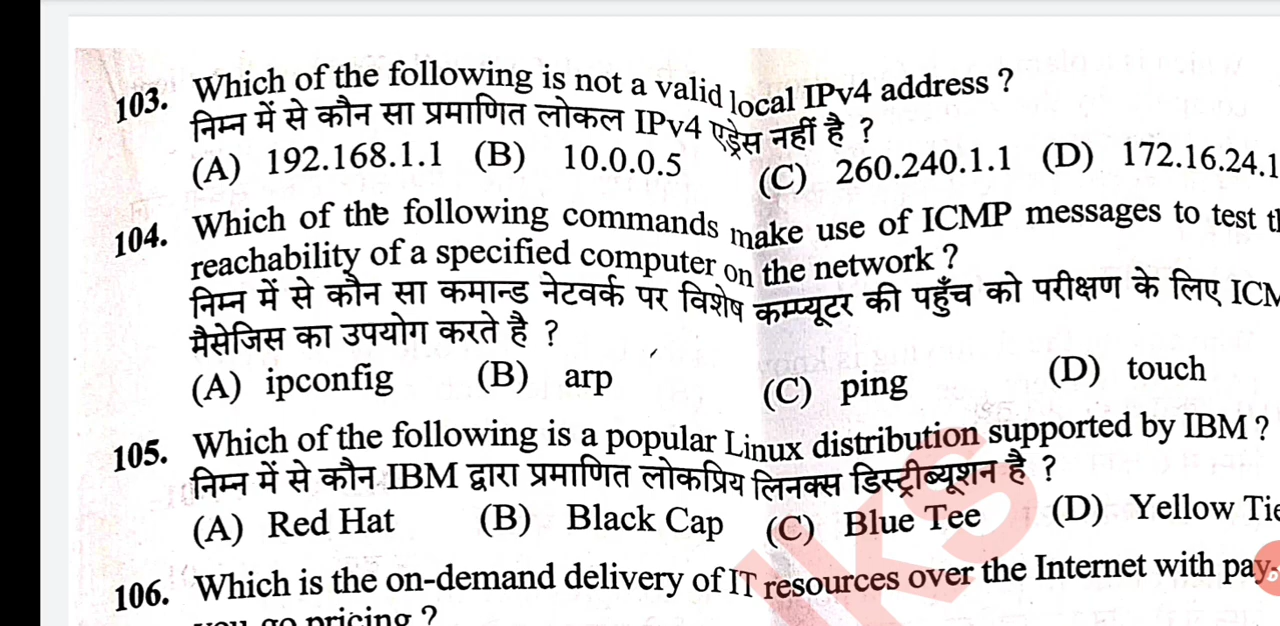 103. Which of the following is not a valid local IPv4 address ?
निम्न में से कौन सा प्रमाणित लोकल IPv4 एड्रेस नहीं है ?
(A) 192.168.1.1 (B) 10.0.0.5 (C) 260.240.1.1 (D) 172.16.24.1
104. Which of the following commands make use of ICMP messages to test
reachability of a specified computer on the network ?
निम्न में से कौन सा कमान्ड नेटवर्क पर विशेष कम्प्यूटर की पहुँच को परीक्षण के लिए
मैसेजिस का उपयोग करते है ?
(A) ipconfig (B) arp (C) ping (D) touch
105. Which of the following is a popular Linux distribution supported by IBM ?
निम्न में से कौन IBM द्वारा प्रमाणित लोकप्रिय लिनक्स डिस्ट्रीब्यूशन है ?
(A) Red Hat (B) Black Cap (C) Blue Tee (D) Yellow
106. Which is the on-demand delivery of IT resources over the Internet with pay-
you go pricing ?